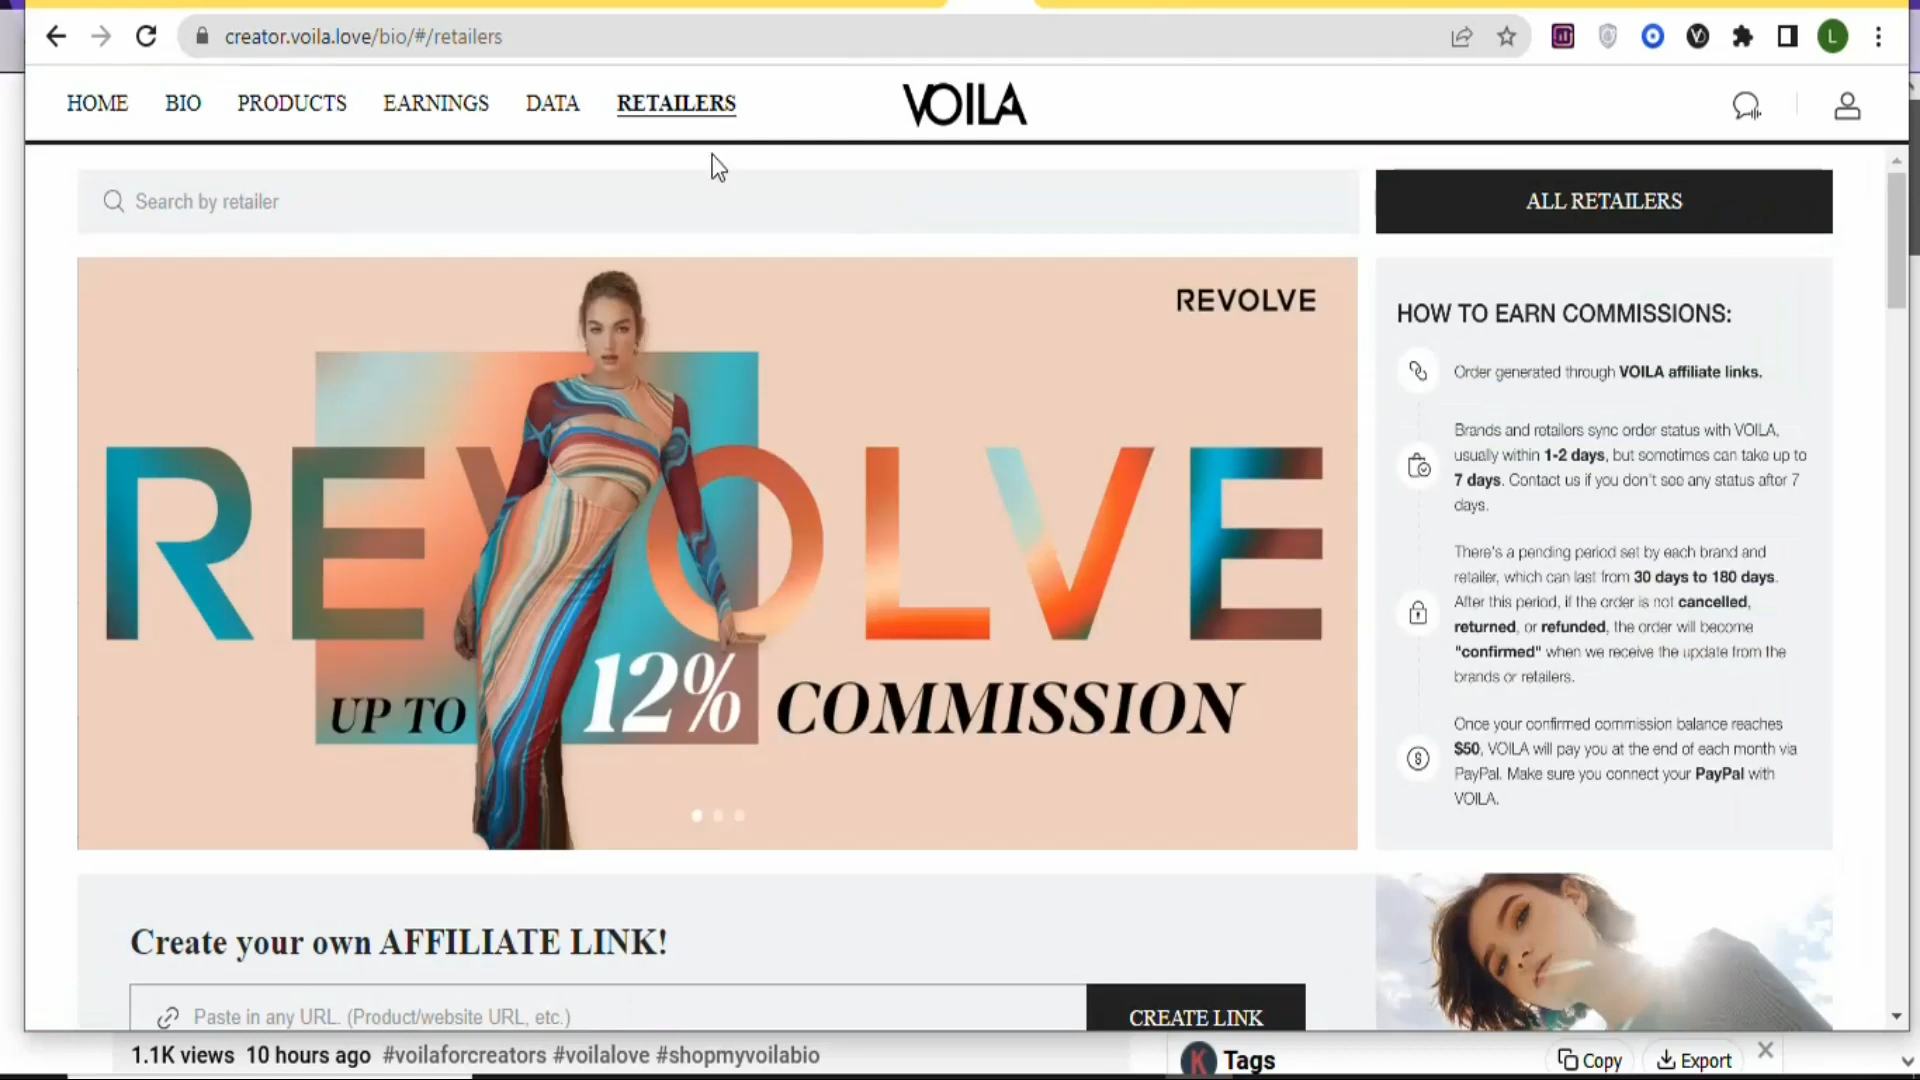 creator.voila.love/bio/#/retailers
L
HOME BIO PRODUCTS EARNINGS DATA RETAILERS
VOILA
Search by retailer
ALL RETAILERS
REVOLVE
REVOLVE
UP TO 12% COMMISSION
HOW TO EARN COMMISSIONS:
Order generated through VOILA affiliate links.
Brands and retailers sync order status with VOILA,
usually within 1-2 days, but sometimes can take up to
7 days. Contact us if you don't see any status after 7
days.
There's a pending period set by each brand and
retailer, which can last from 30 days to 180 days.
After this period, if the order is not cancelled,
returned, or refunded, the order will become
"confirmed" when we receive the update from the
brands or retailers.
Once your confirmed commission balance reaches
$50, VOILA will pay you at the end of each month via
PayPal. Make sure you connect your PayPal with
VOILA.
Create your own AFFILIATE LINK!
Paste in any URL. (Product/website URL, etc.)
CREATE LINK
1.1K views 10 hours ago #voilaforcreators #voilalove #shopmyvoilabio
K Tags
Copy
Export